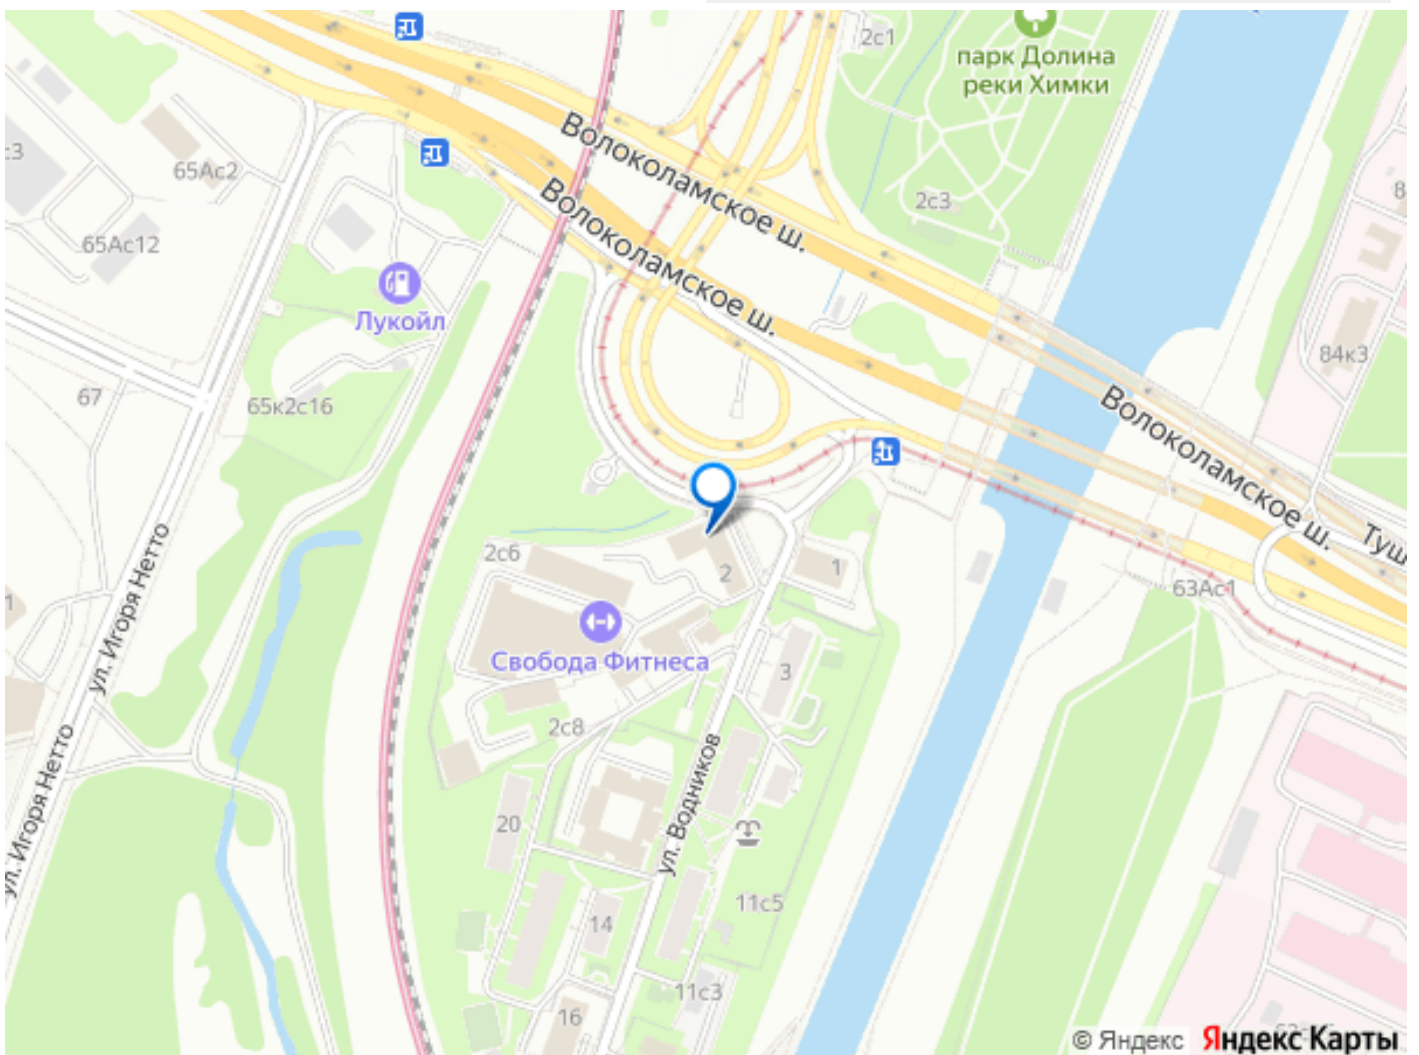 2с1
парк Долина
реки Химки
Волоколамское ш.
65Ас2
2с3
Волоколамское ш.
65Ас12
Лукойл
84к3
67
65к2с16
Волоколамское ш.
Туш
ул. Игоря Нетто
2с6
2
1
63Ас1
Свобода Фитнеса
3
2с8
ул. Игоря Нетто
ул. Водников
20
11с5
14
11с3
16
© Яндекс Яндекс Карты